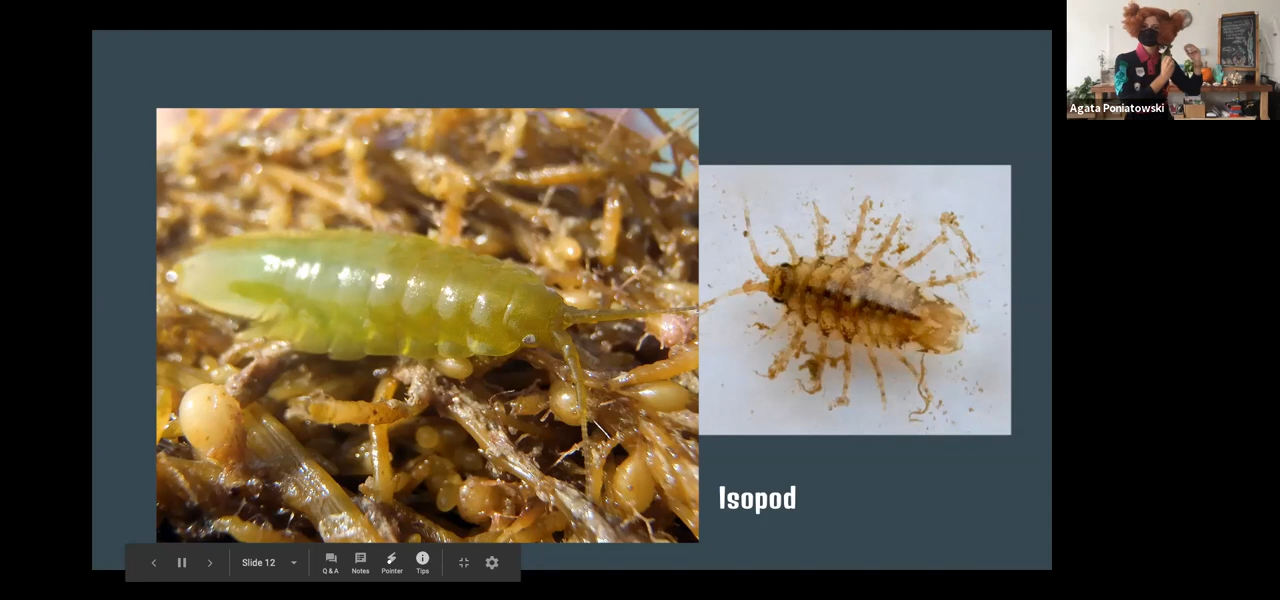 Agata Poniatowski
Isopod
Slide 12
Q & A
Notes
Pointer
Tips